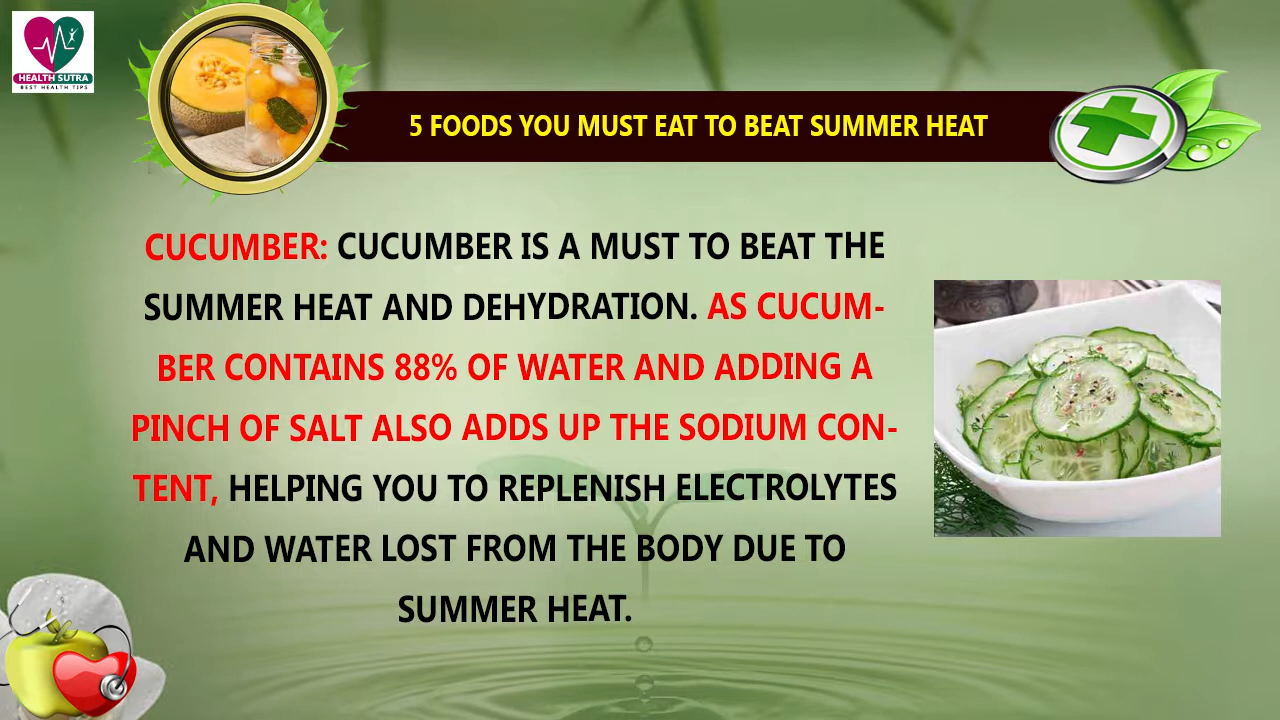 HEALTH SUTRA
BEST HEALTH TIPS
5 FOODS YOU MUST EAT TO BEAT SUMMER HEAT
CUCUMBER: CUCUMBER IS A MUST TO BEAT THE
SUMMER HEAT AND DEHYDRATION. AS CUCUM-
BER CONTAINS 88% OF WATER AND ADDING A
PINCH OF SALT ALSO ADDS UP THE SODIUM CON-
TENT, HELPING YOU TO REPLENISH ELECTROLYTES
AND WATER LOST FROM THE BODY DUE TO
SUMMER HEAT.